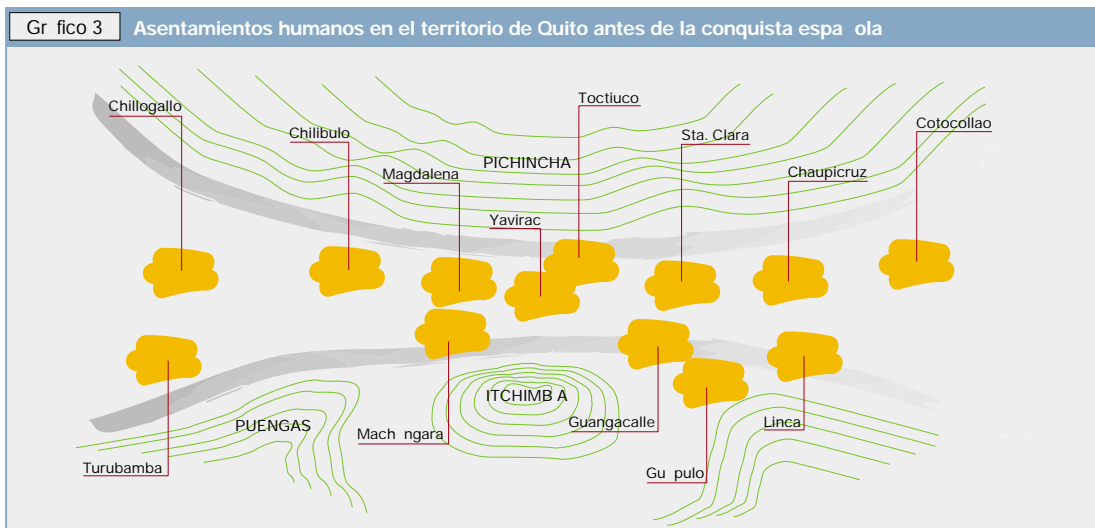 Gr fico 3
Asentamientos humanos en el territorio de Quito antes de la conquista espa ola
Chillogallo
Toctiuco
Cotocollao
Chilibulo
Sta. Clara
PICHINCHA
Magdalena
Chaupicruz
Yavirac
ITCHIMB A
PUENGAS
Guangacalle
Linca
Mach ngara
Turubamba
Gu pulo